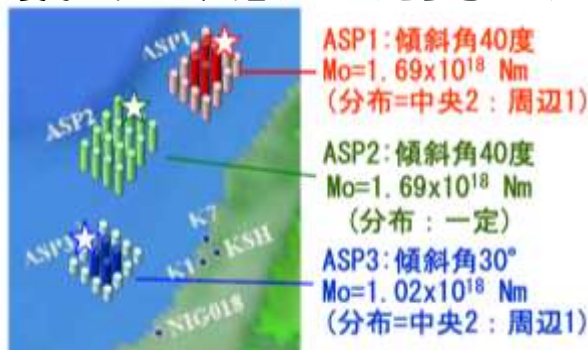 ASP1
ASP1:傾斜角40度
Mo=1.69x10¹⁸ Nm
(分布=中央2:周辺1)
ASP2
ASP2:傾斜角40度
Mo=1.69x10¹⁸ Nm
(分布:一定)
ASP3
K7
KSH
K1
NIG018
ASP3:傾斜角30°
Mo=1.02x10¹⁸ Nm
(分布=中央2:周辺1)